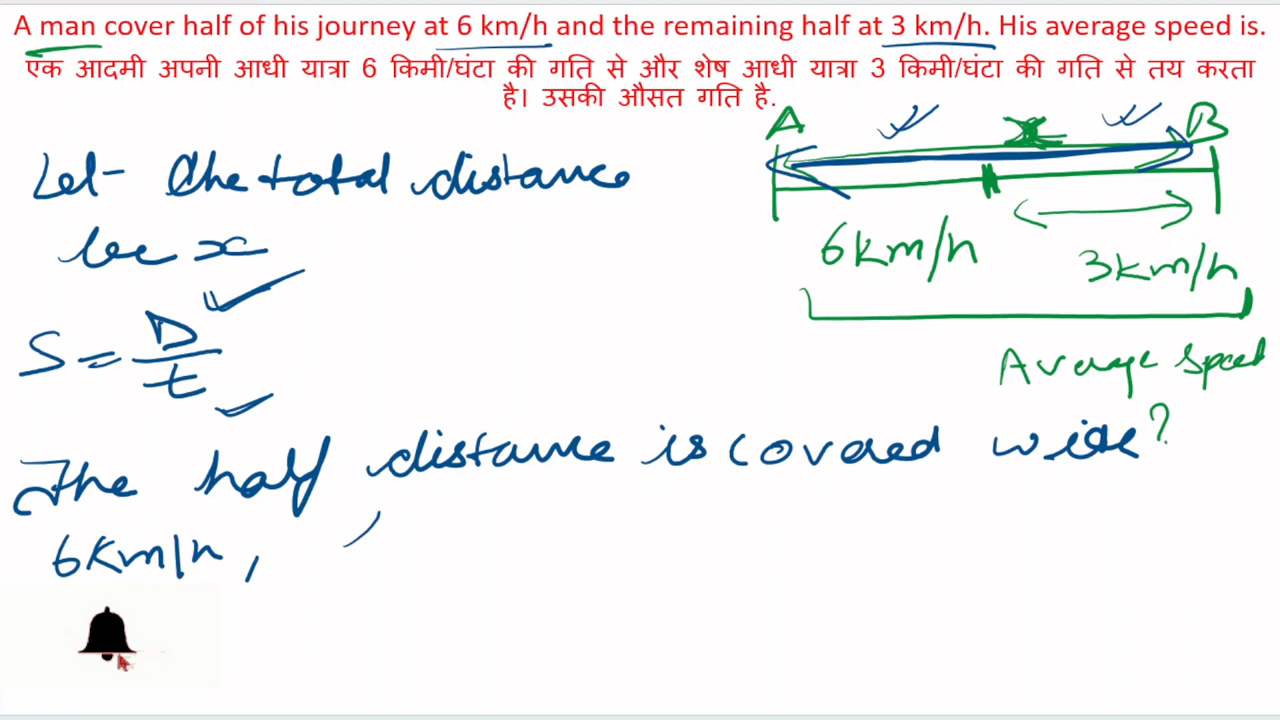 A man cover half of his journey at 6 km/h and the remaining half at 3 km/h. His average speed is.
एक आदमी अपनी आधी यात्रा 6 किमी/घंटा की गति से और शेष आधी यात्रा 3 किमी/घंटा की गति से तय करता
है। उसकी औसत गति है.
A B
Let the total distance
be x
6km/h
3km/h
S = D/t
Average speed
?
The half distance is covered
6km/h,